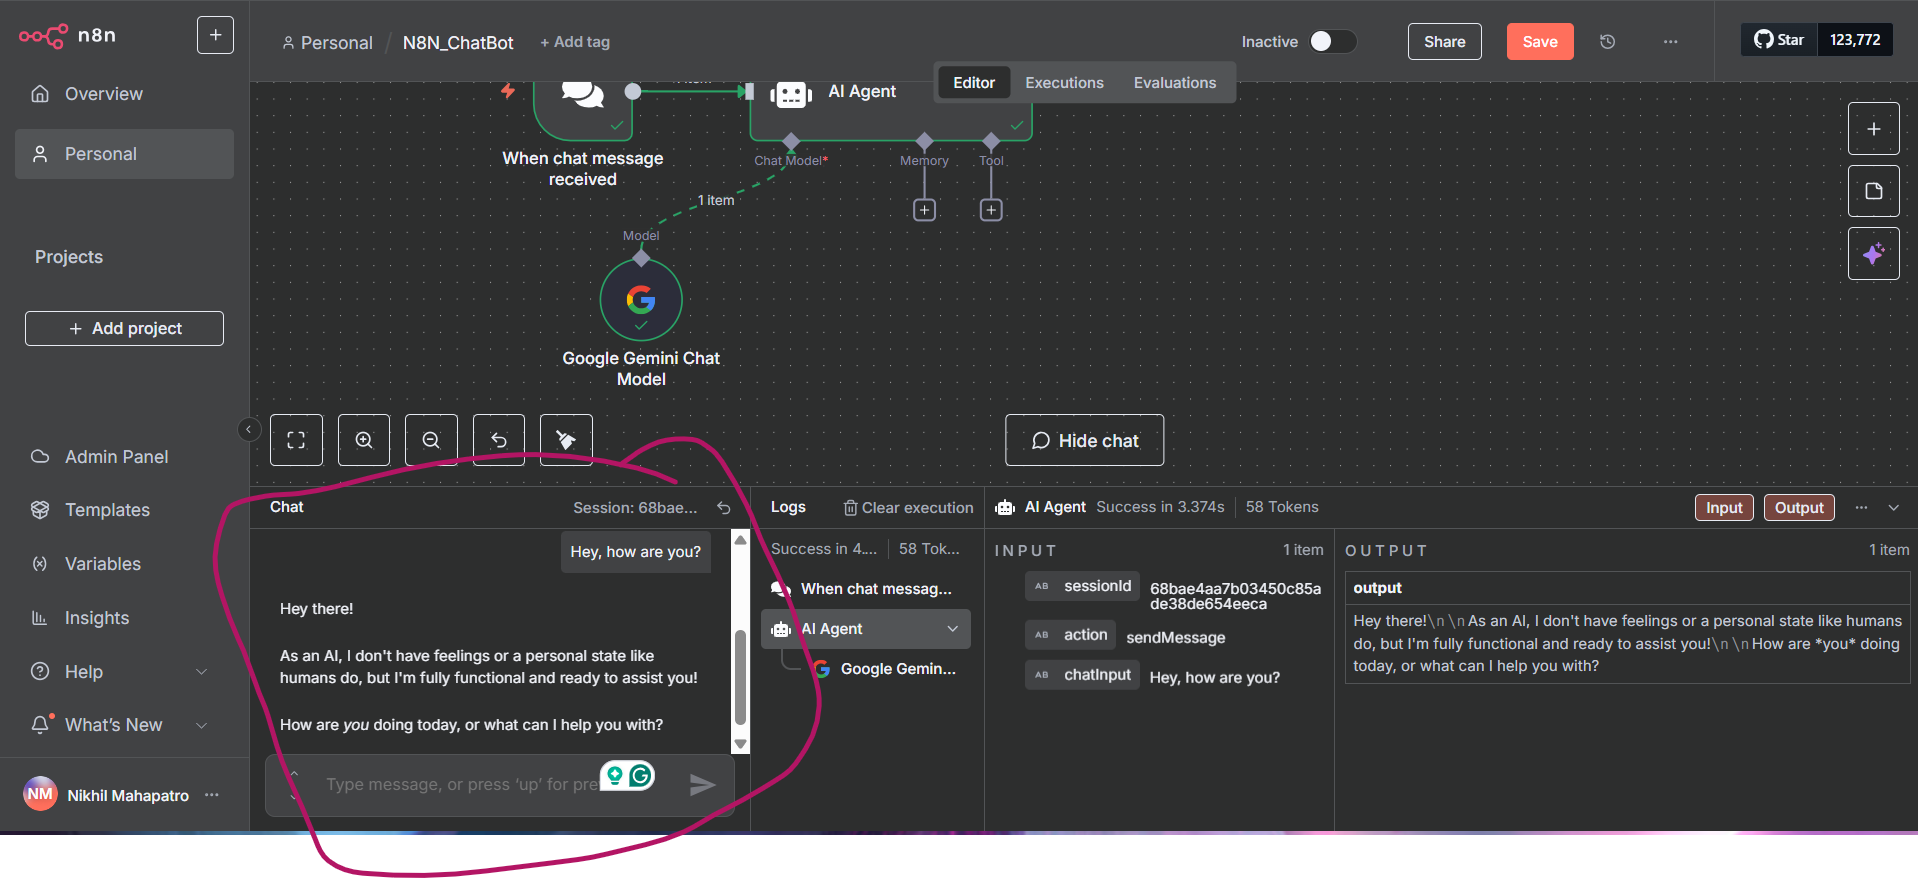 n8n
+
Personal / N8N_ChatBot + Add tag
Inactive
Share
Save
...
Star 123,772
Editor Executions Evaluations
Overview
Personal
Projects
+ Add project
Admin Panel
Templates
Variables
Insights
Help
What's New
NM Nikhil Mahapatro ...
AI Agent
When chat message
received
Chat Model*
Memory
Tool
+
+
1 item
Model
Google Gemini Chat
Model
Hide chat
Chat
Session: 68bae...
Hey, how are you?
Hey there!
As an AI, I don't have feelings or a personal state like
humans do, but I'm fully functional and ready to assist you!
How are you doing today, or what can I help you with?
Type message, or press 'up' for pre
Logs
Clear execution
Success in 4....
58 Tok...
When chat messag...
AI Agent
Google Gemin...
AI Agent Success in 3.374s 58 Tokens
Input Output ...
INPUT
1 item
AB sessionId 68bae4aa7b03450c85a
de38de654eeca
AB action sendMessage
AB chatInput Hey, how are you?
OUTPUT
1 item
output
Hey there!\n\nAs an AI, I don't have feelings or a personal state like humans
do, but I'm fully functional and ready to assist you!\n\nHow are *you* doing
today, or what can I help you with?